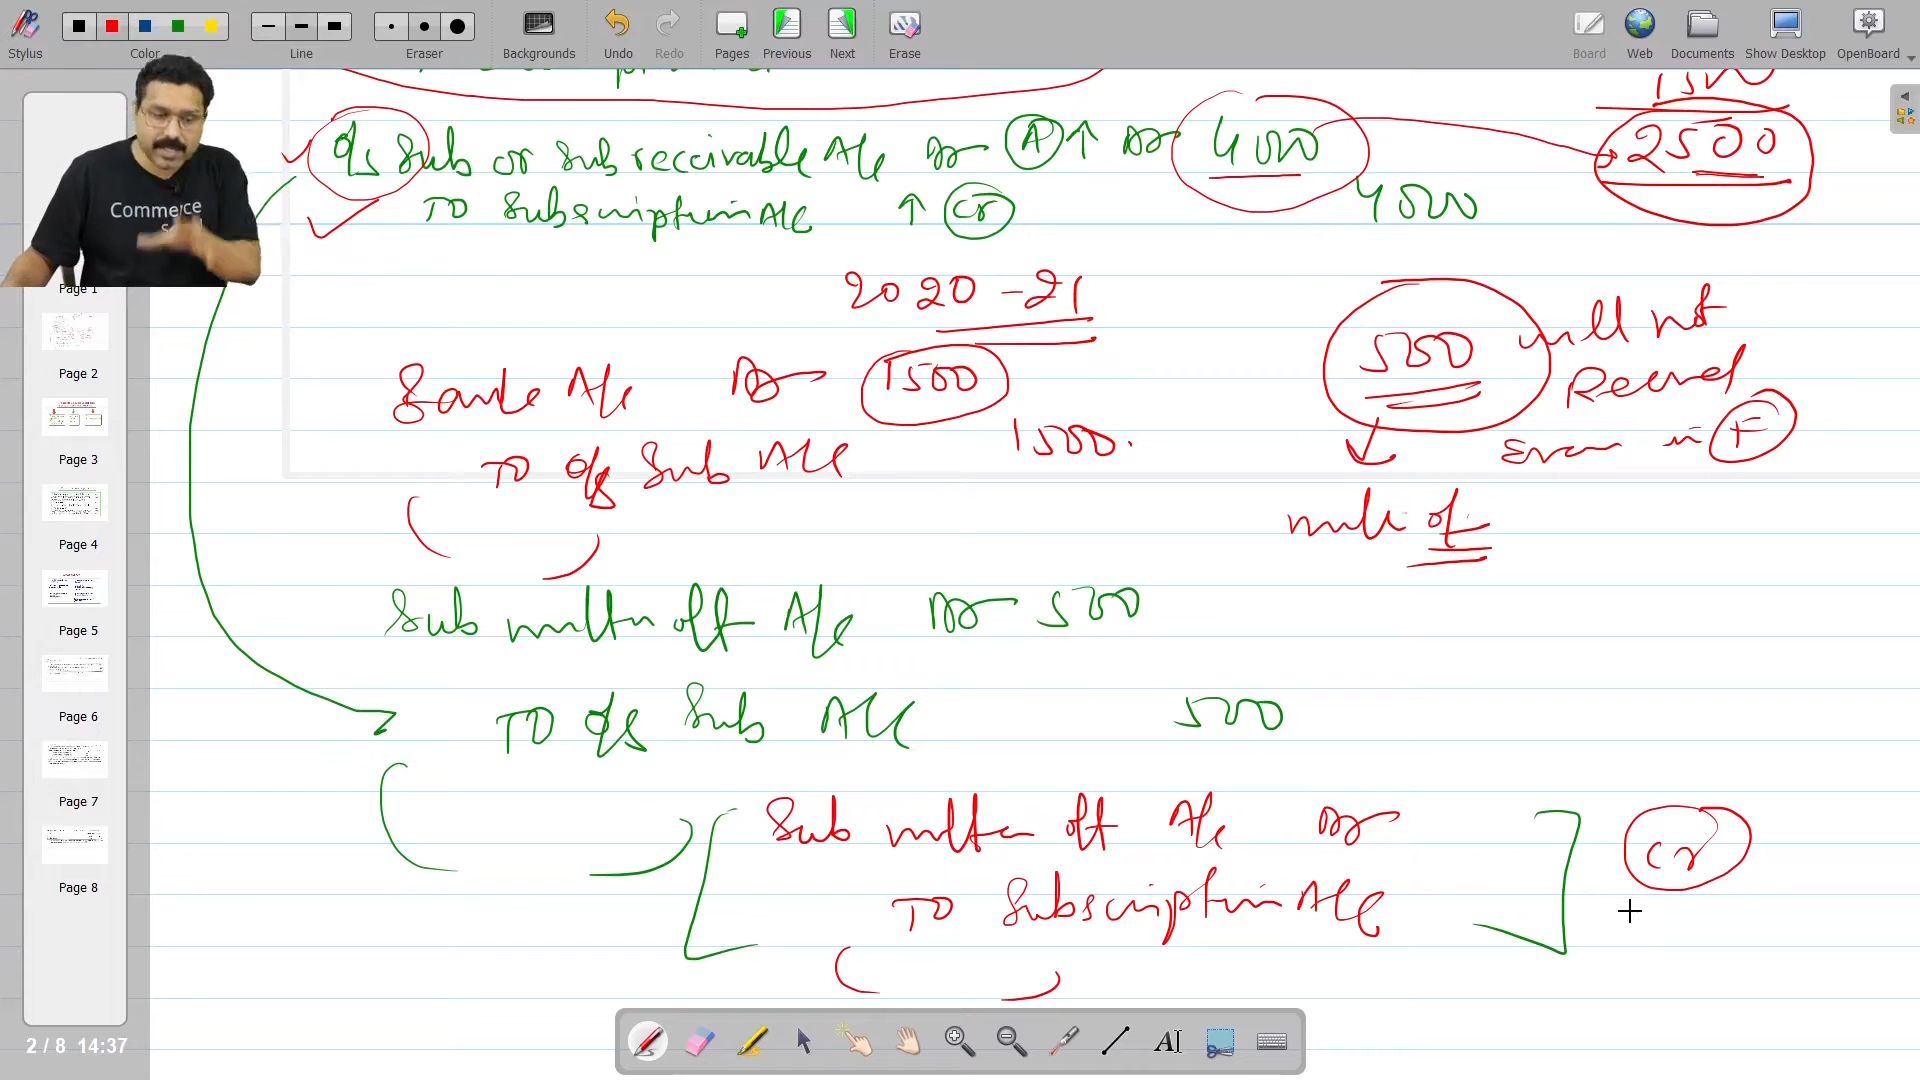 Stylus
Color
Line
Eraser
Backgrounds
Undo
Redo
Pages
Previous
Next
Erase
Board
Web
Documents
Show Desktop
OpenBoard
1500
O/s Sub or Sub receivable A/c Dr (A) ↑ Dr 4000
2500
To Subscription A/c ↑ Cr 4000
Commerce
2020-21
Bank A/c Dr 1500
To O/s Sub A/c 1500.
500 will not
Record
Even in F
write off
Sub written off A/c Dr 500
To O/s Sub A/c 500
Sub written off A/c Dr
To Subscription A/c
Cr
Page 1
Page 2
Page 3
Page 4
Page 5
Page 6
Page 7
Page 8
2 / 8 14:37